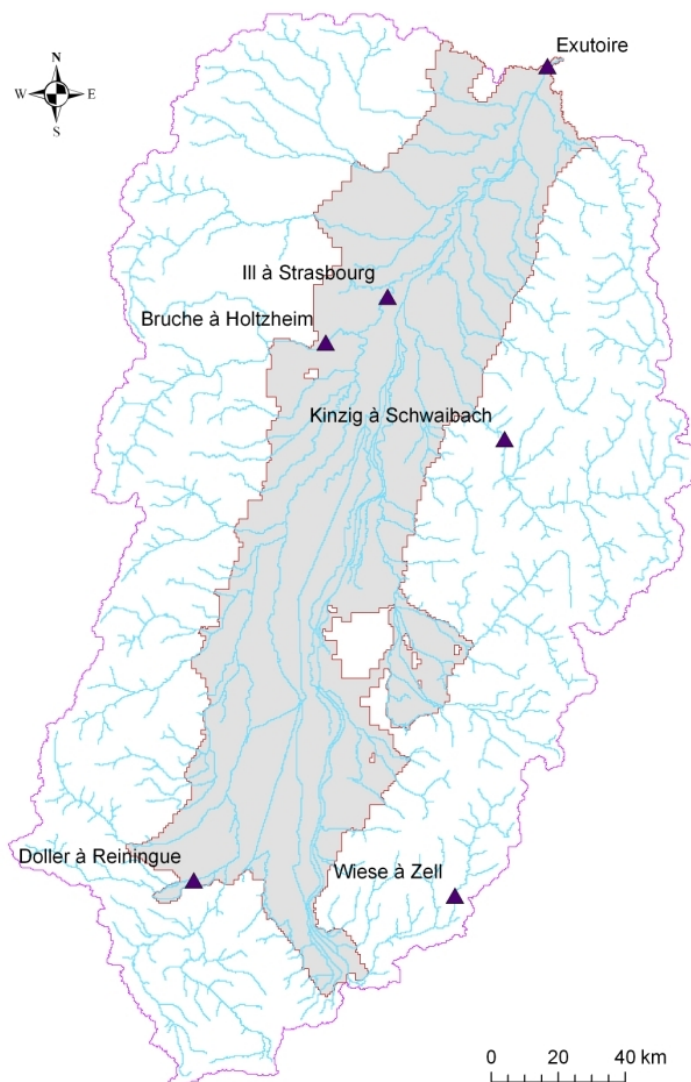 Exutoire
N
W E
S
Ill à Strasbourg
Bruche à Holtzheim
Kinzig à Schwaibach
Doller à Reiningue
Wiese à Zell
0 20 40 km